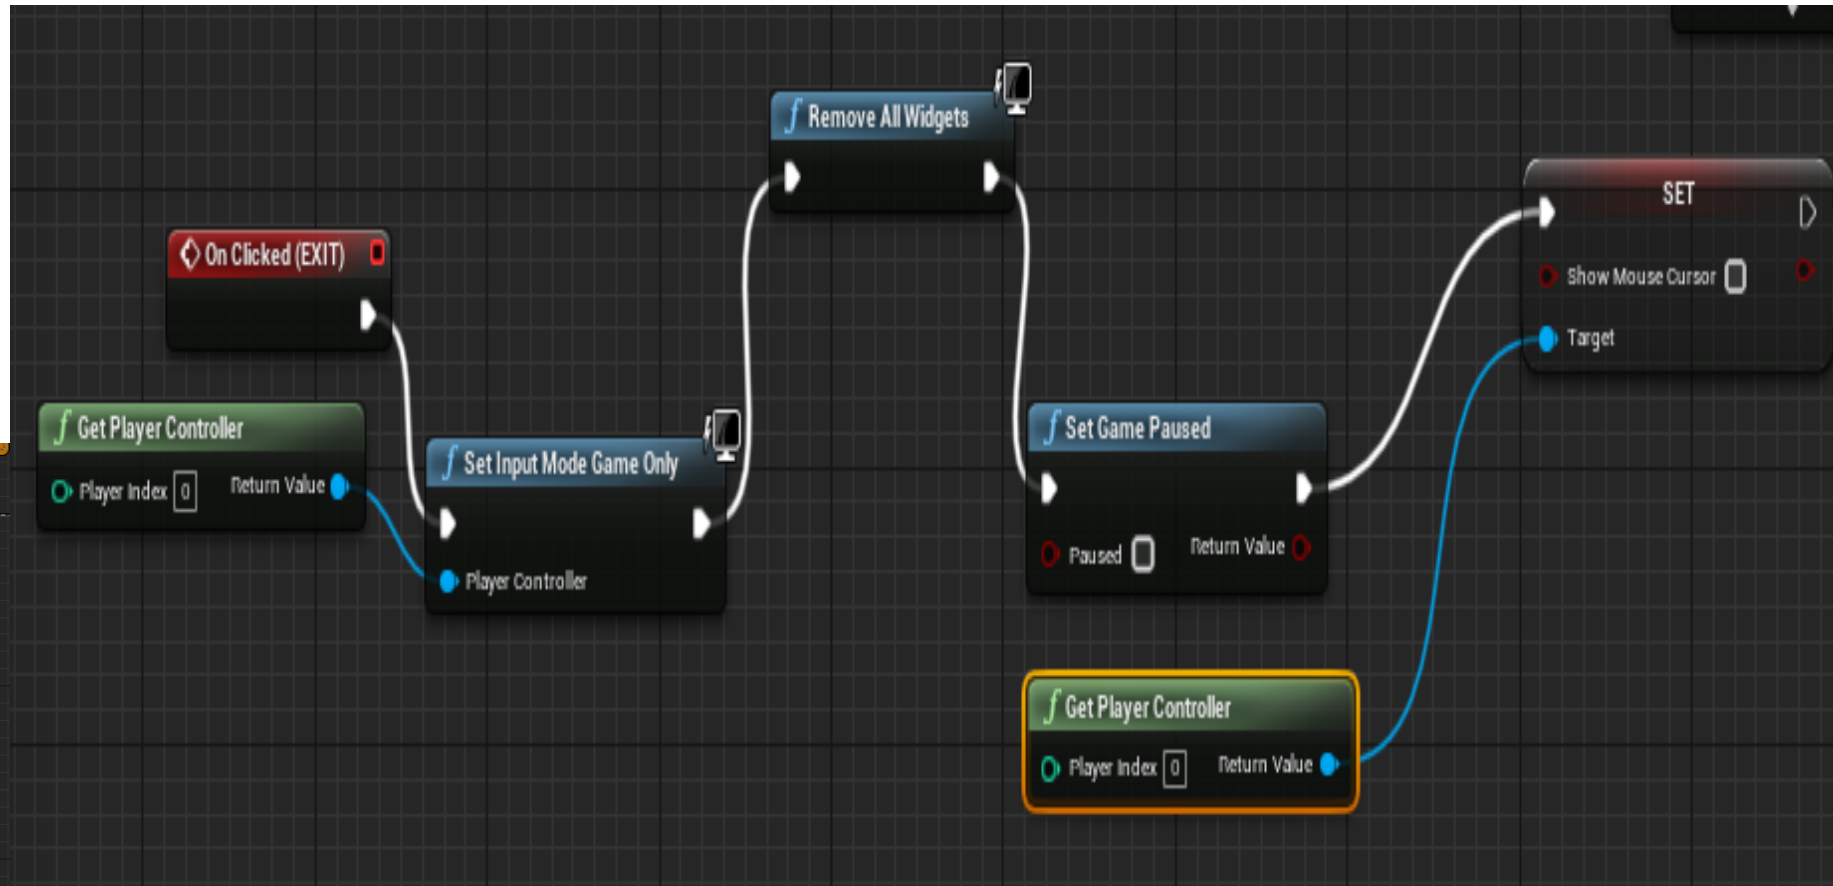 Remove All Widgets
SET
Show Mouse Cursor
Target
On Clicked (EXIT)
Get Player Controller
Player Index 0 Return Value
Set Input Mode Game Only
Player Controller
Set Game Paused
Paused Return Value
Get Player Controller
Player Index 0 Return Value